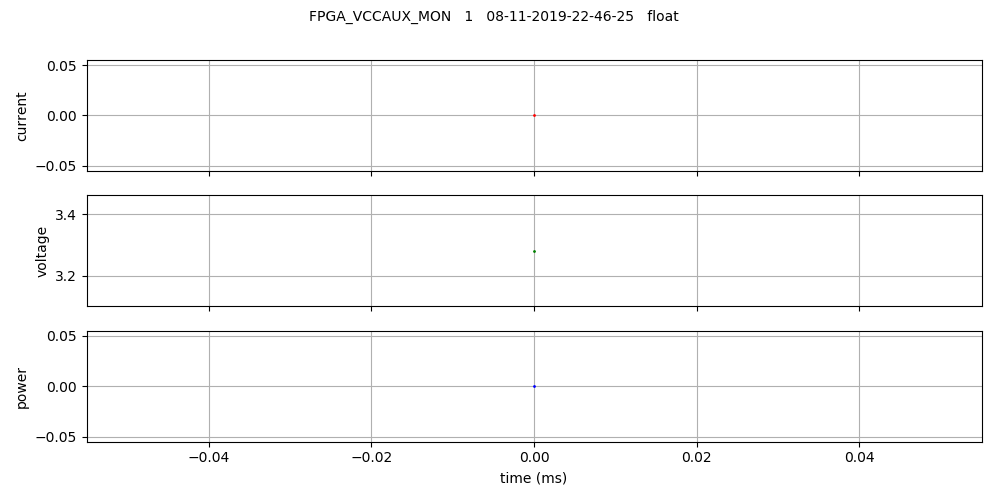 FPGA_VCCAUX_MON 1 08-11-2019-22-46-25 float
0.05
0.00
−0.05
current
3.4
3.2
voltage
0.05
0.00
−0.05
power
−0.04 −0.02 0.00 0.02 0.04
time (ms)